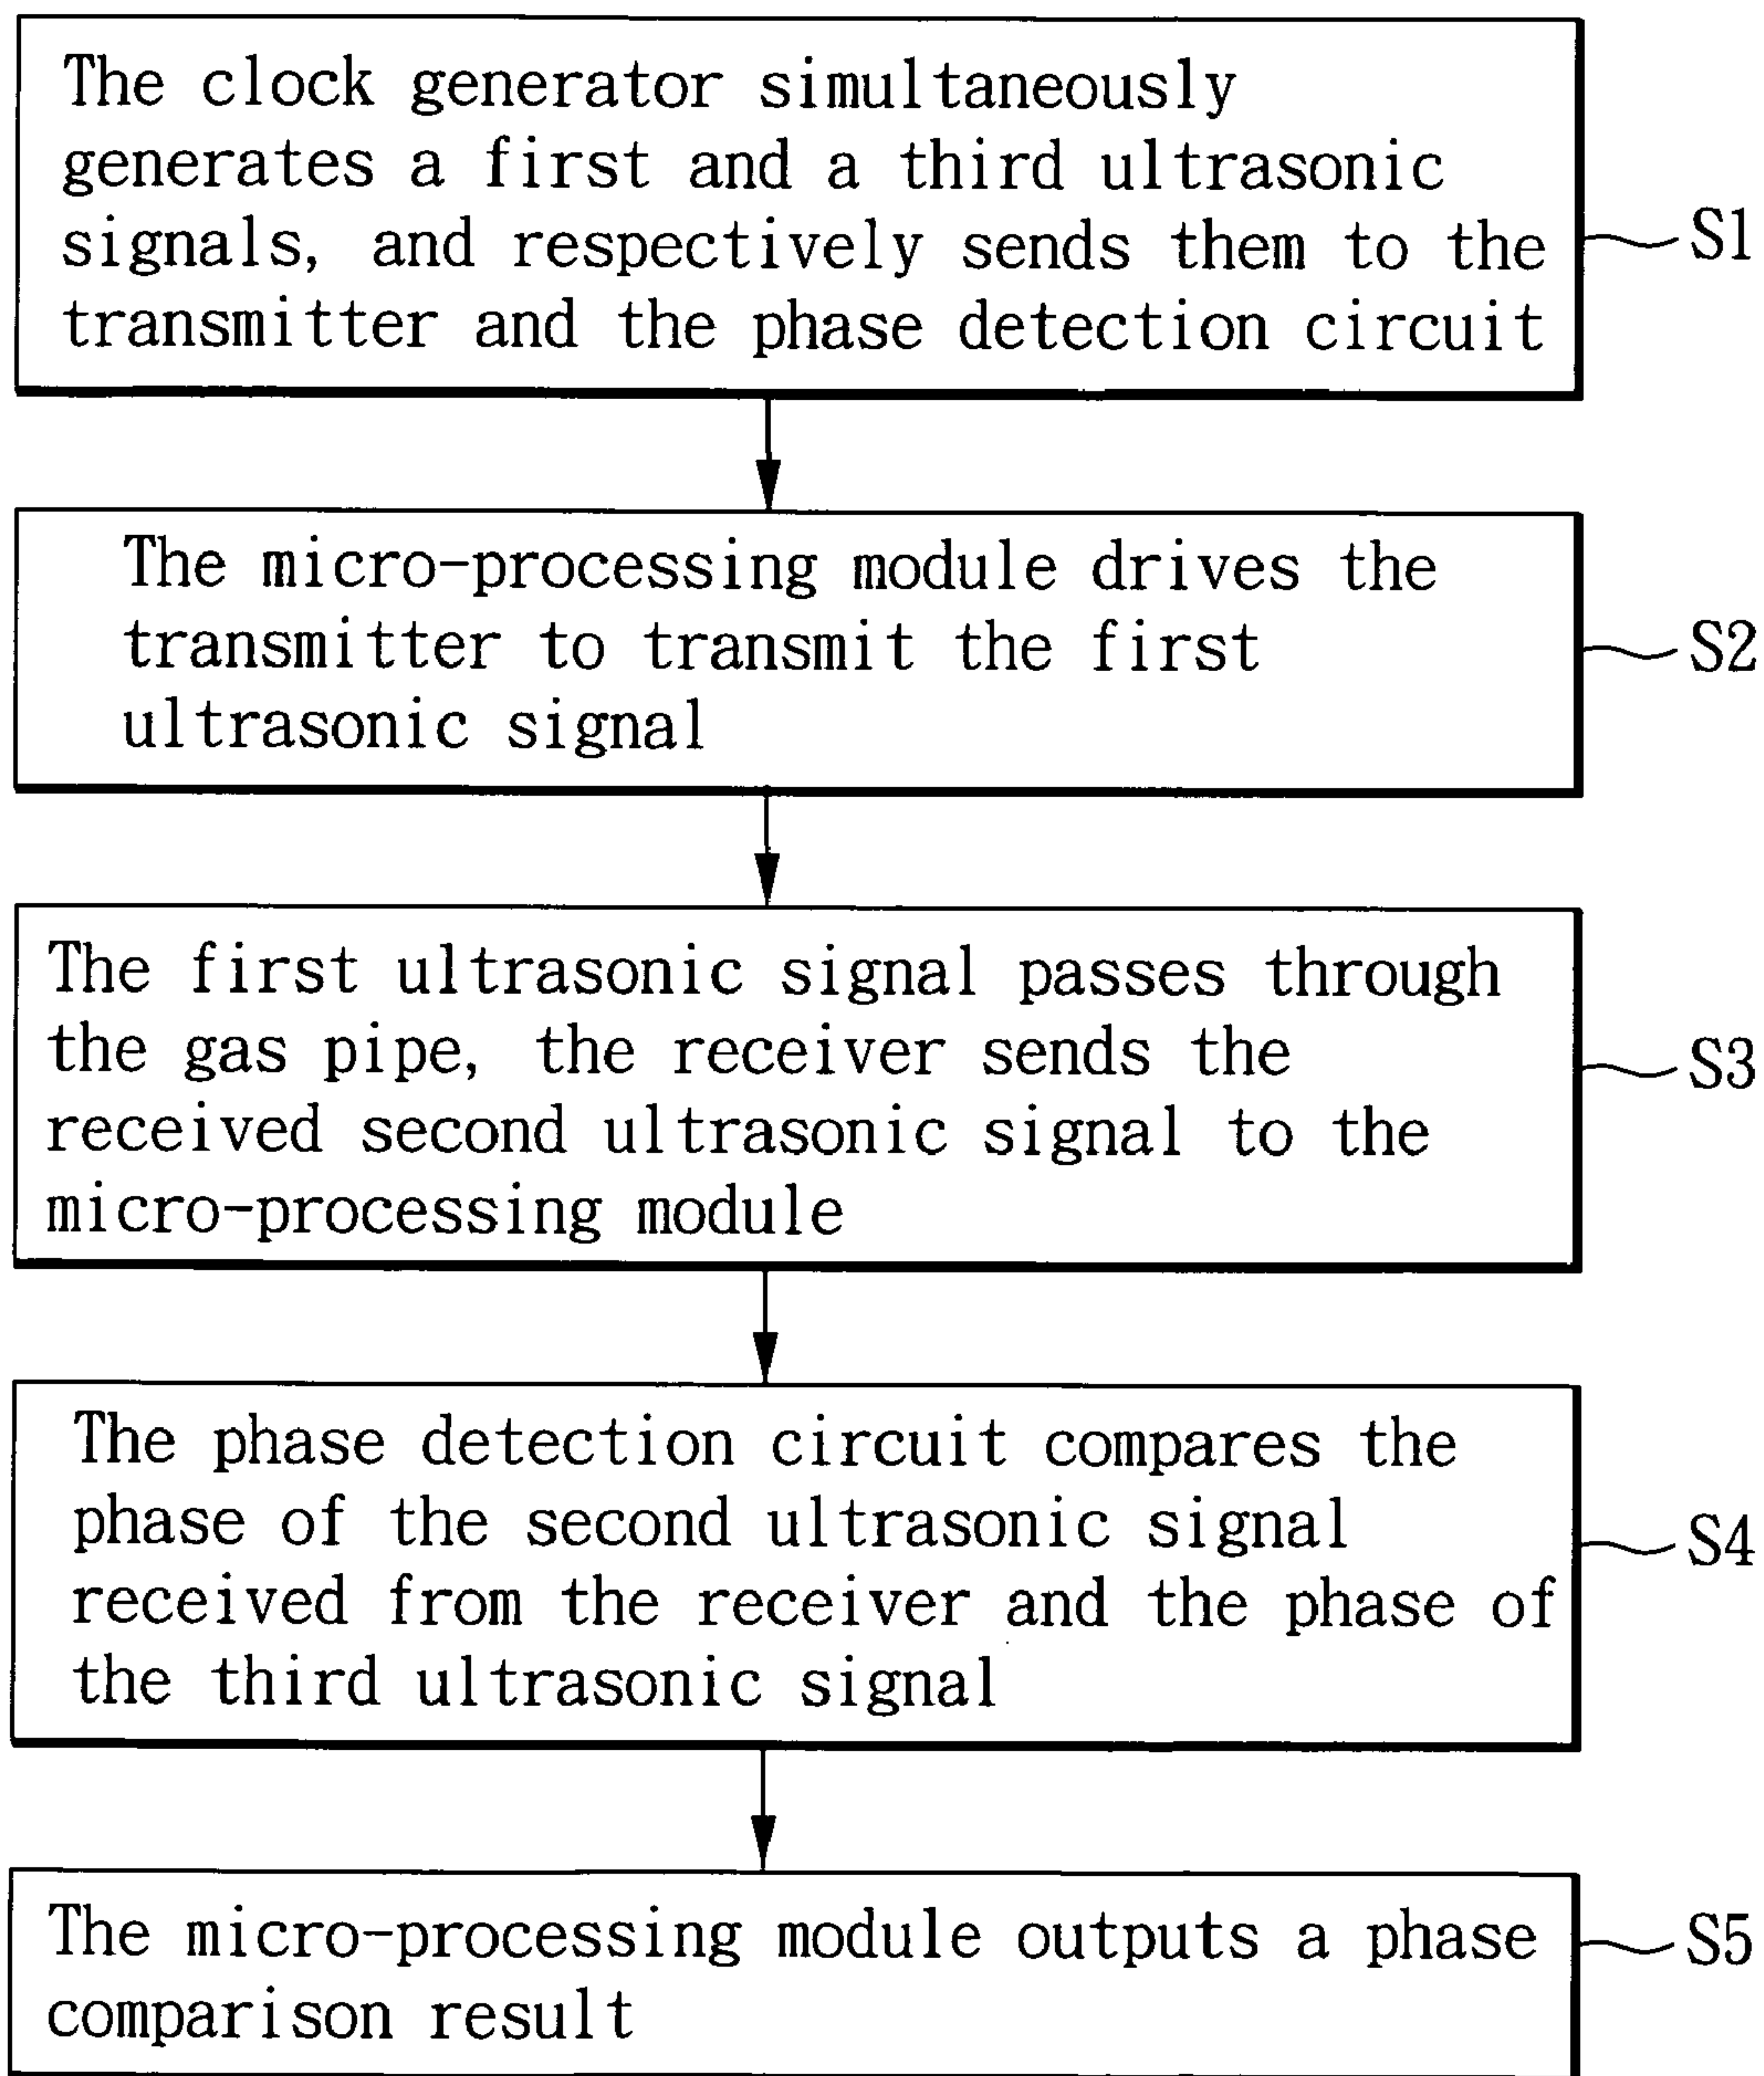 The clock generator simultaneously
generates a first and a third ultrasonic
signals, and respectively sends them to the
transmitter and the phase detection circuit
S1
The micro-processing module drives the
transmitter to transmit the first
ultrasonic signal
S2
The first ultrasonic signal passes through
the gas pipe, the receiver sends the
received second ultrasonic signal to the
micro-processing module
S3
The phase detection circuit compares the
phase of the second ultrasonic signal
received from the receiver and the phase of
the third ultrasonic signal
S4
The micro-processing module outputs a phase
comparison result
S5